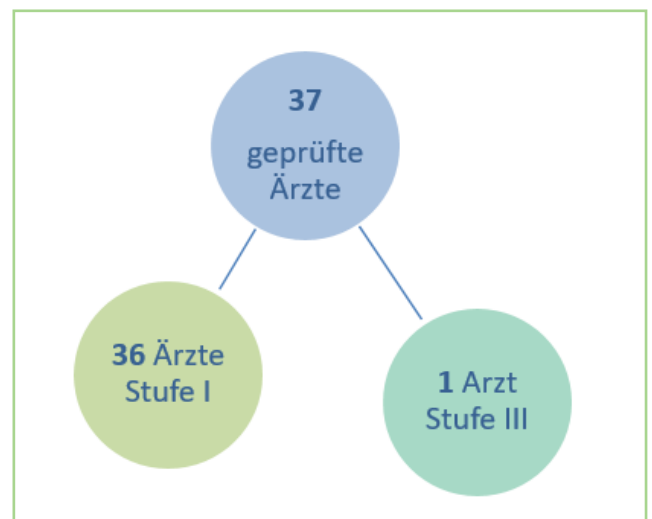 37
geprüfte
Ärzte
36 Ärzte
Stufe I
1 Arzt
Stufe III